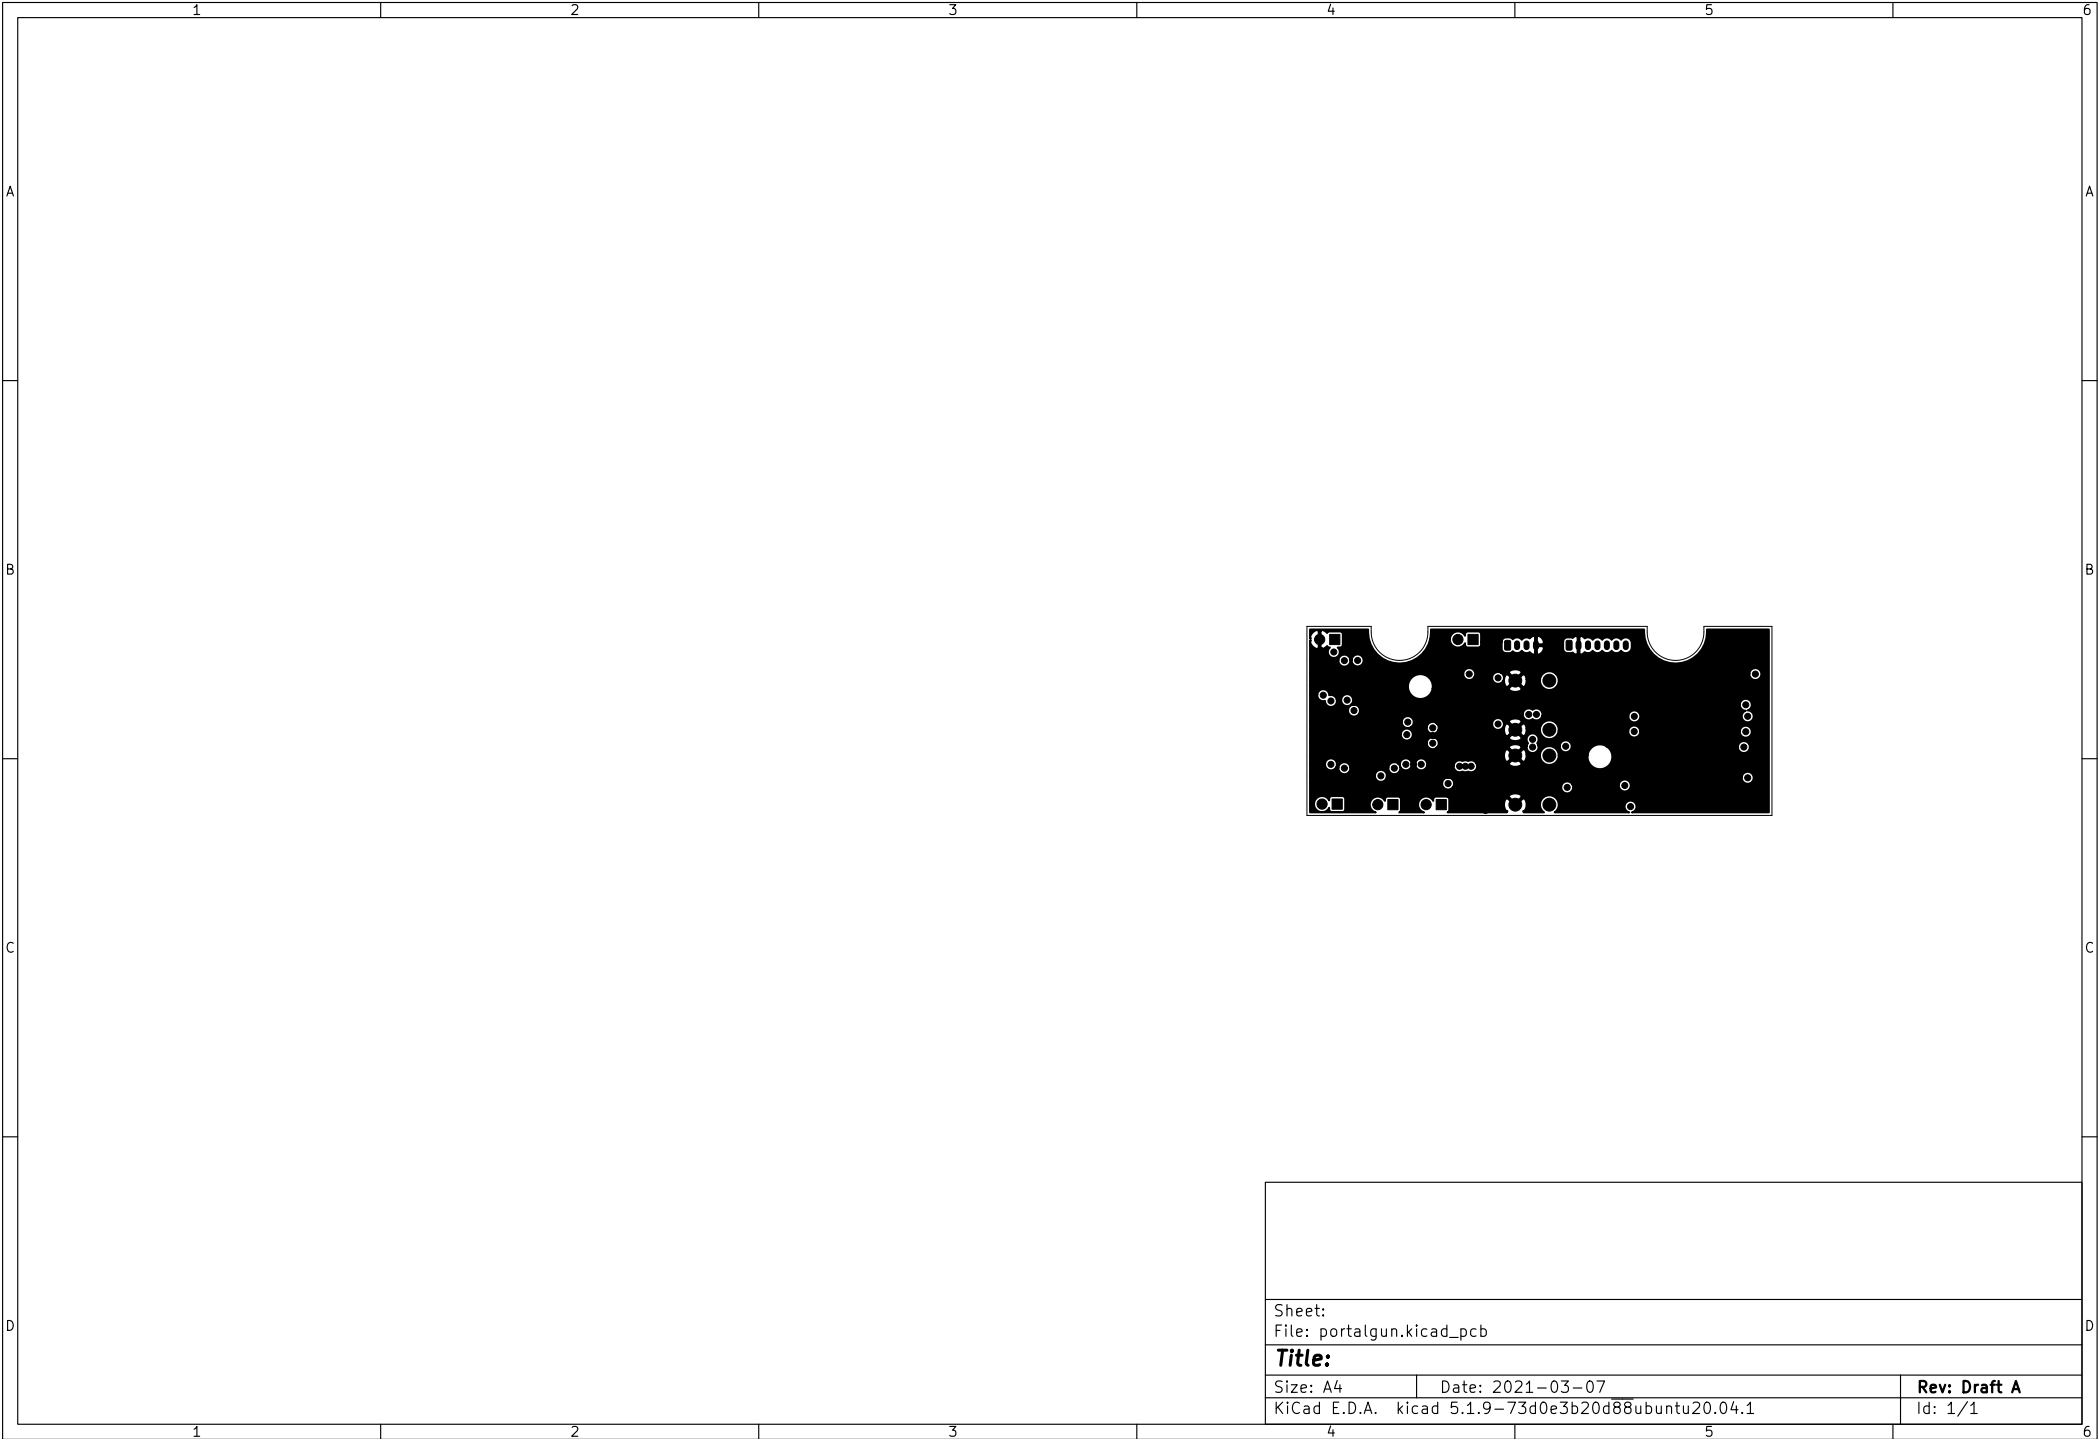 1 2 3 4 5 6
A A
B B
C C
D D
Sheet:
File: portalgun.kicad_pcb
Title:
Size: A4 Date: 2021-03-07 Rev: Draft A
KiCad E.D.A. kicad 5.1.9-73d0e3b20d88ubuntu20.04.1 Id: 1/1
1 2 3 4 5 6